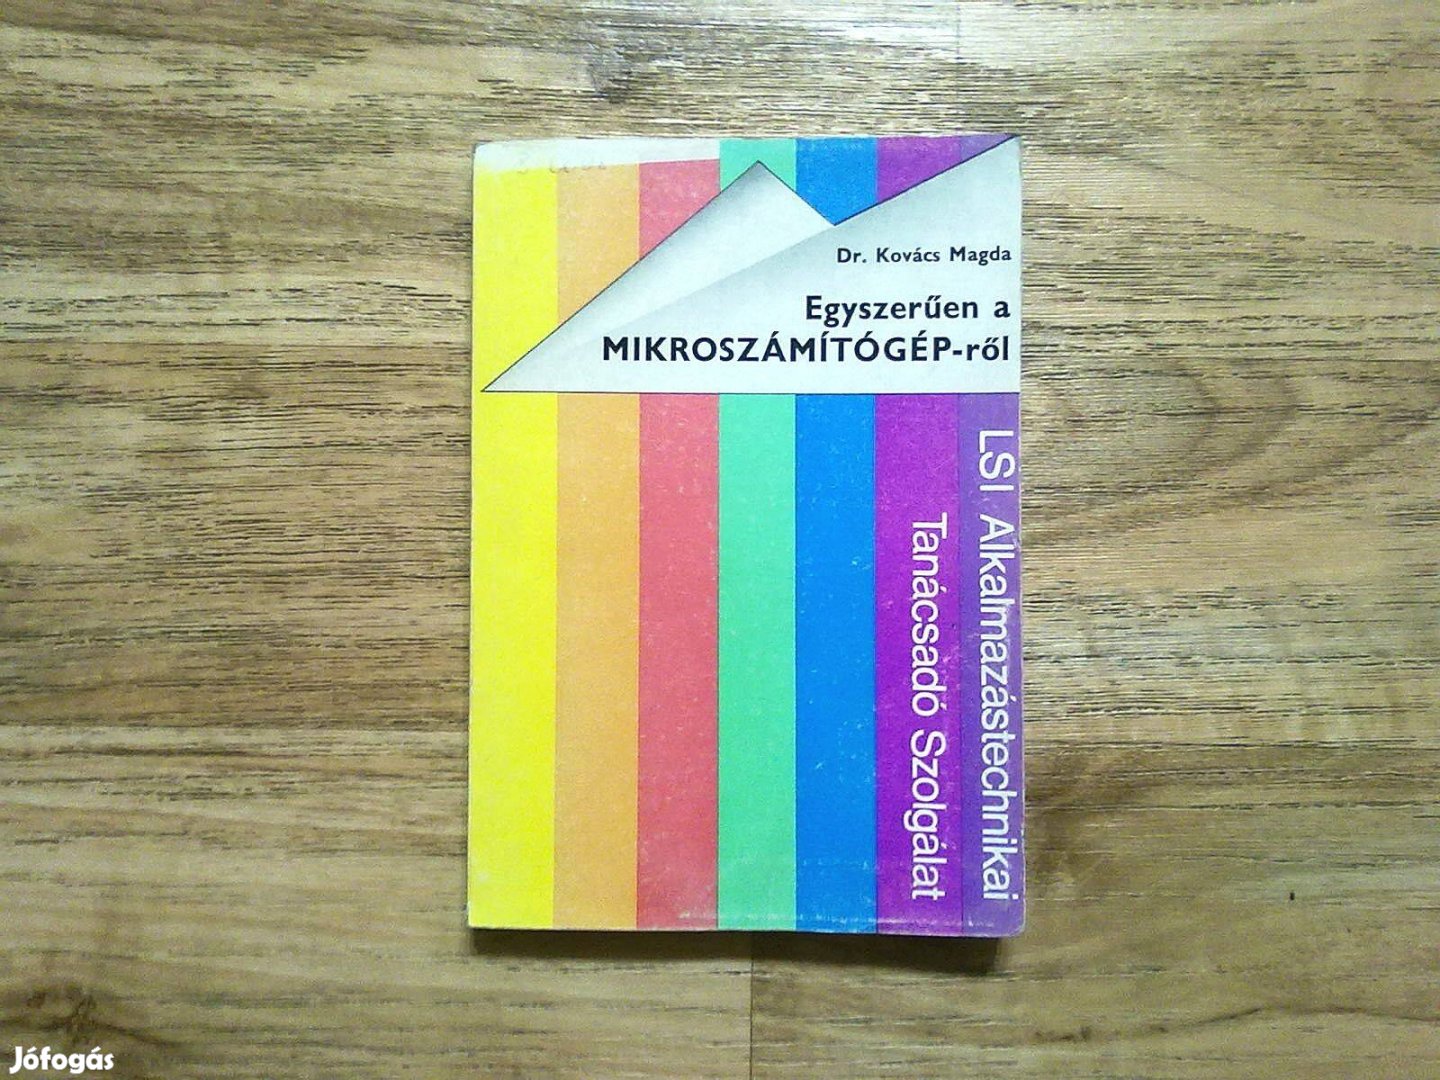 Dr. Kovács Magda
Egyszerűen a
MIKROSZÁMÍTÓGÉP-ről
LSI Alkalmazástechnikai
Tanácsadó Szolgálat
Jófogás